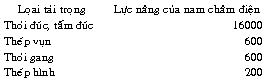 Loại tải trọng Lực nâng của nam châm điện
Thỏi đúc, tấm đúc 16000
Thép vụn 600
Thỏi gang 600
Thép hình 200